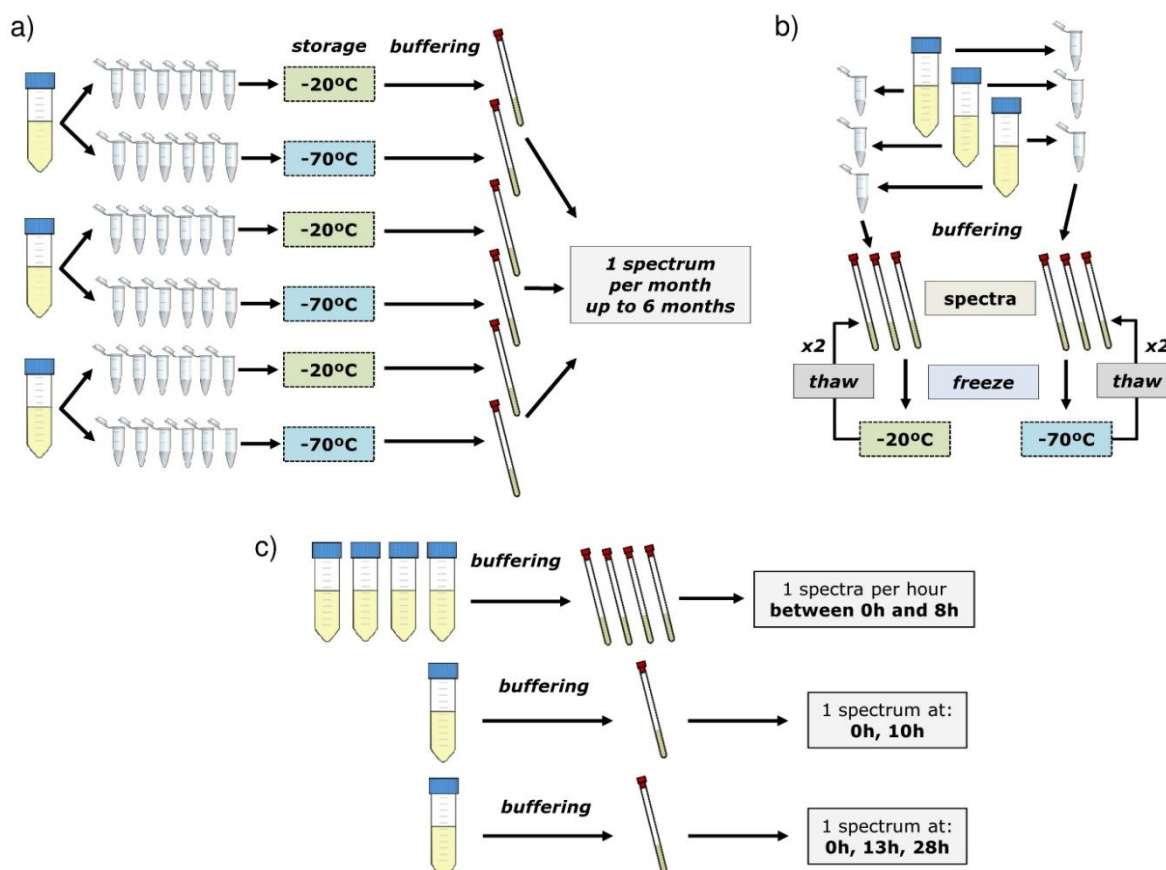 a)
storage
buffering
-20ºC
-70ºC
-20ºC
-70ºC
-20ºC
-70ºC
1 spectrum
per month
up to 6 months
b)
buffering
spectra
x2
x2
thaw
freeze
thaw
-20ºC
-70ºC
c)
buffering
1 spectra per hour
between 0h and 8h
buffering
1 spectrum at:
0h, 10h
buffering
1 spectrum at:
0h, 13h, 28h